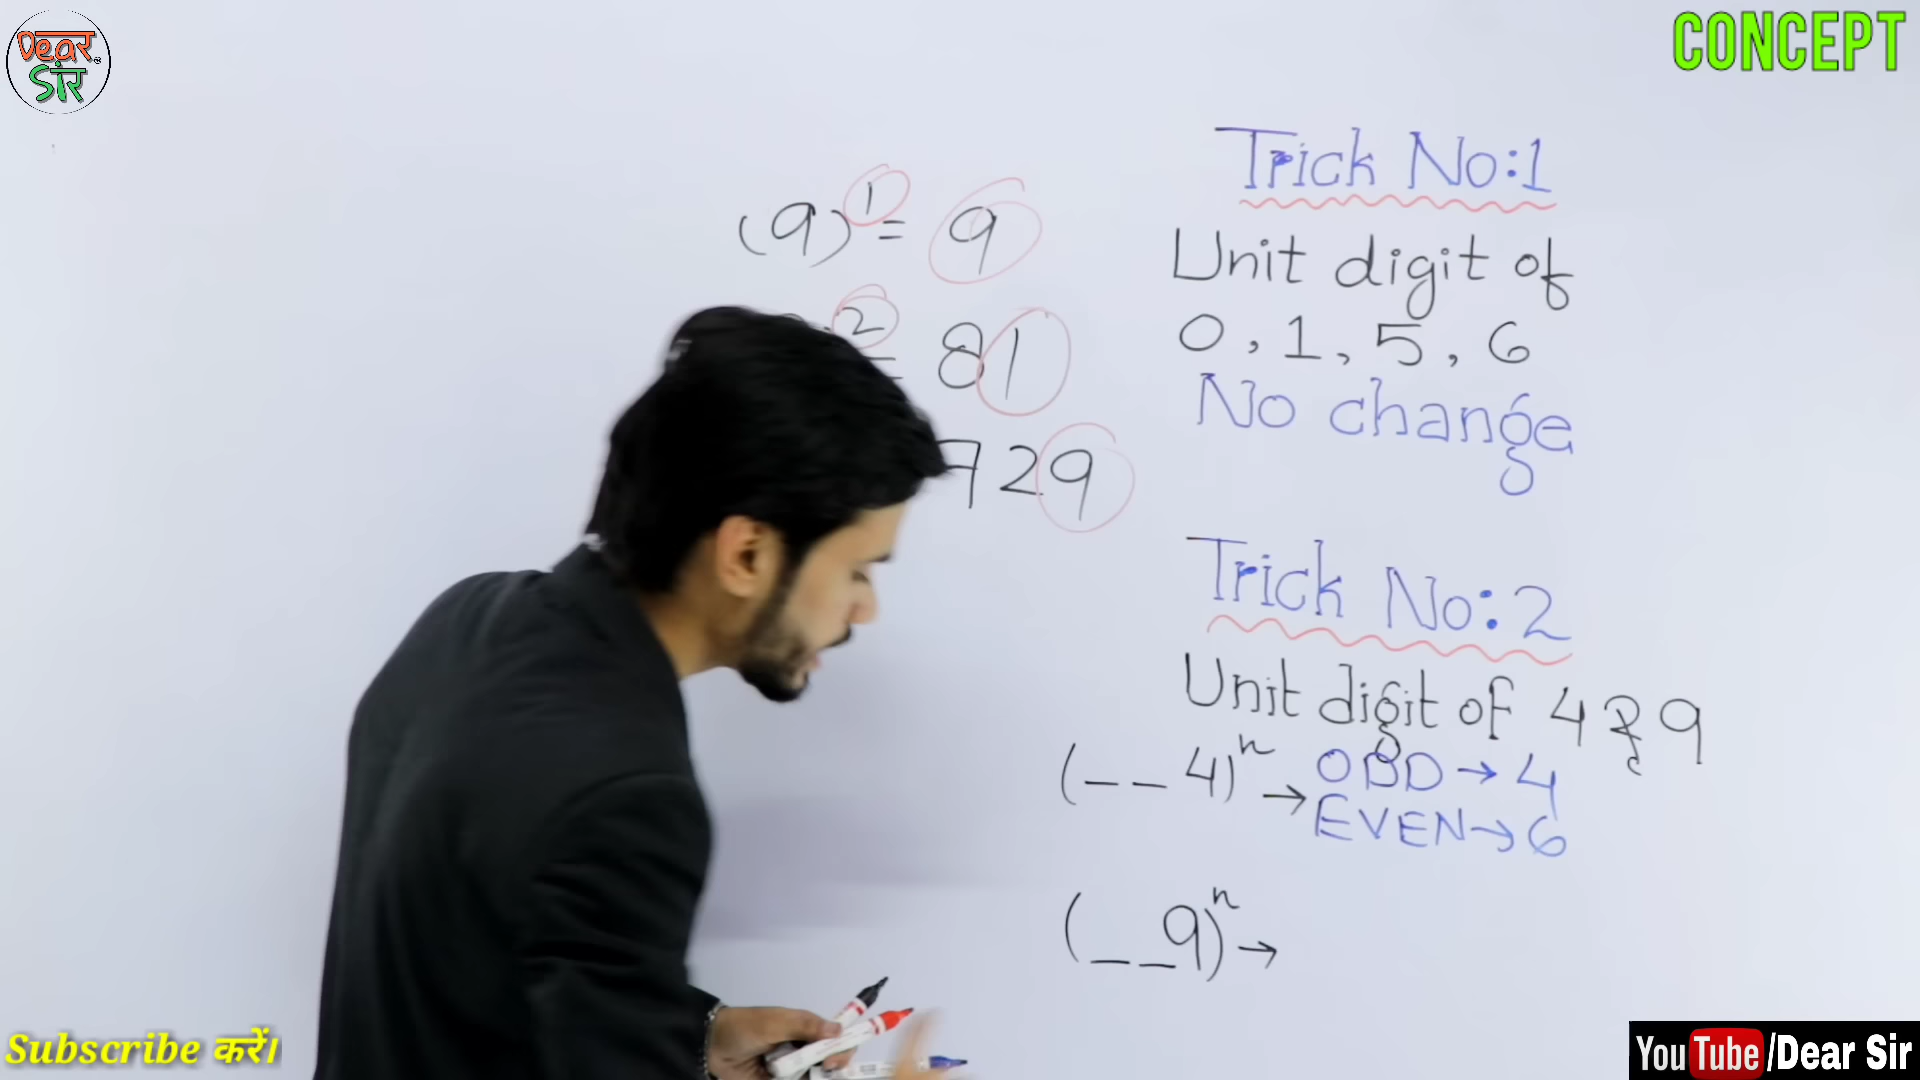 Dear
Sir
CONCEPT
(9)¹ = 9
² = 81
729
Trick No:1
Unit digit of
0, 1, 5, 6
No change
Trick No:2
Unit digit of 4 & 9
(_ _ 4)ⁿ → ODD → 4
EVEN → 6
(_ _ 9)ⁿ →
Subscribe करें।
YouTube/Dear Sir